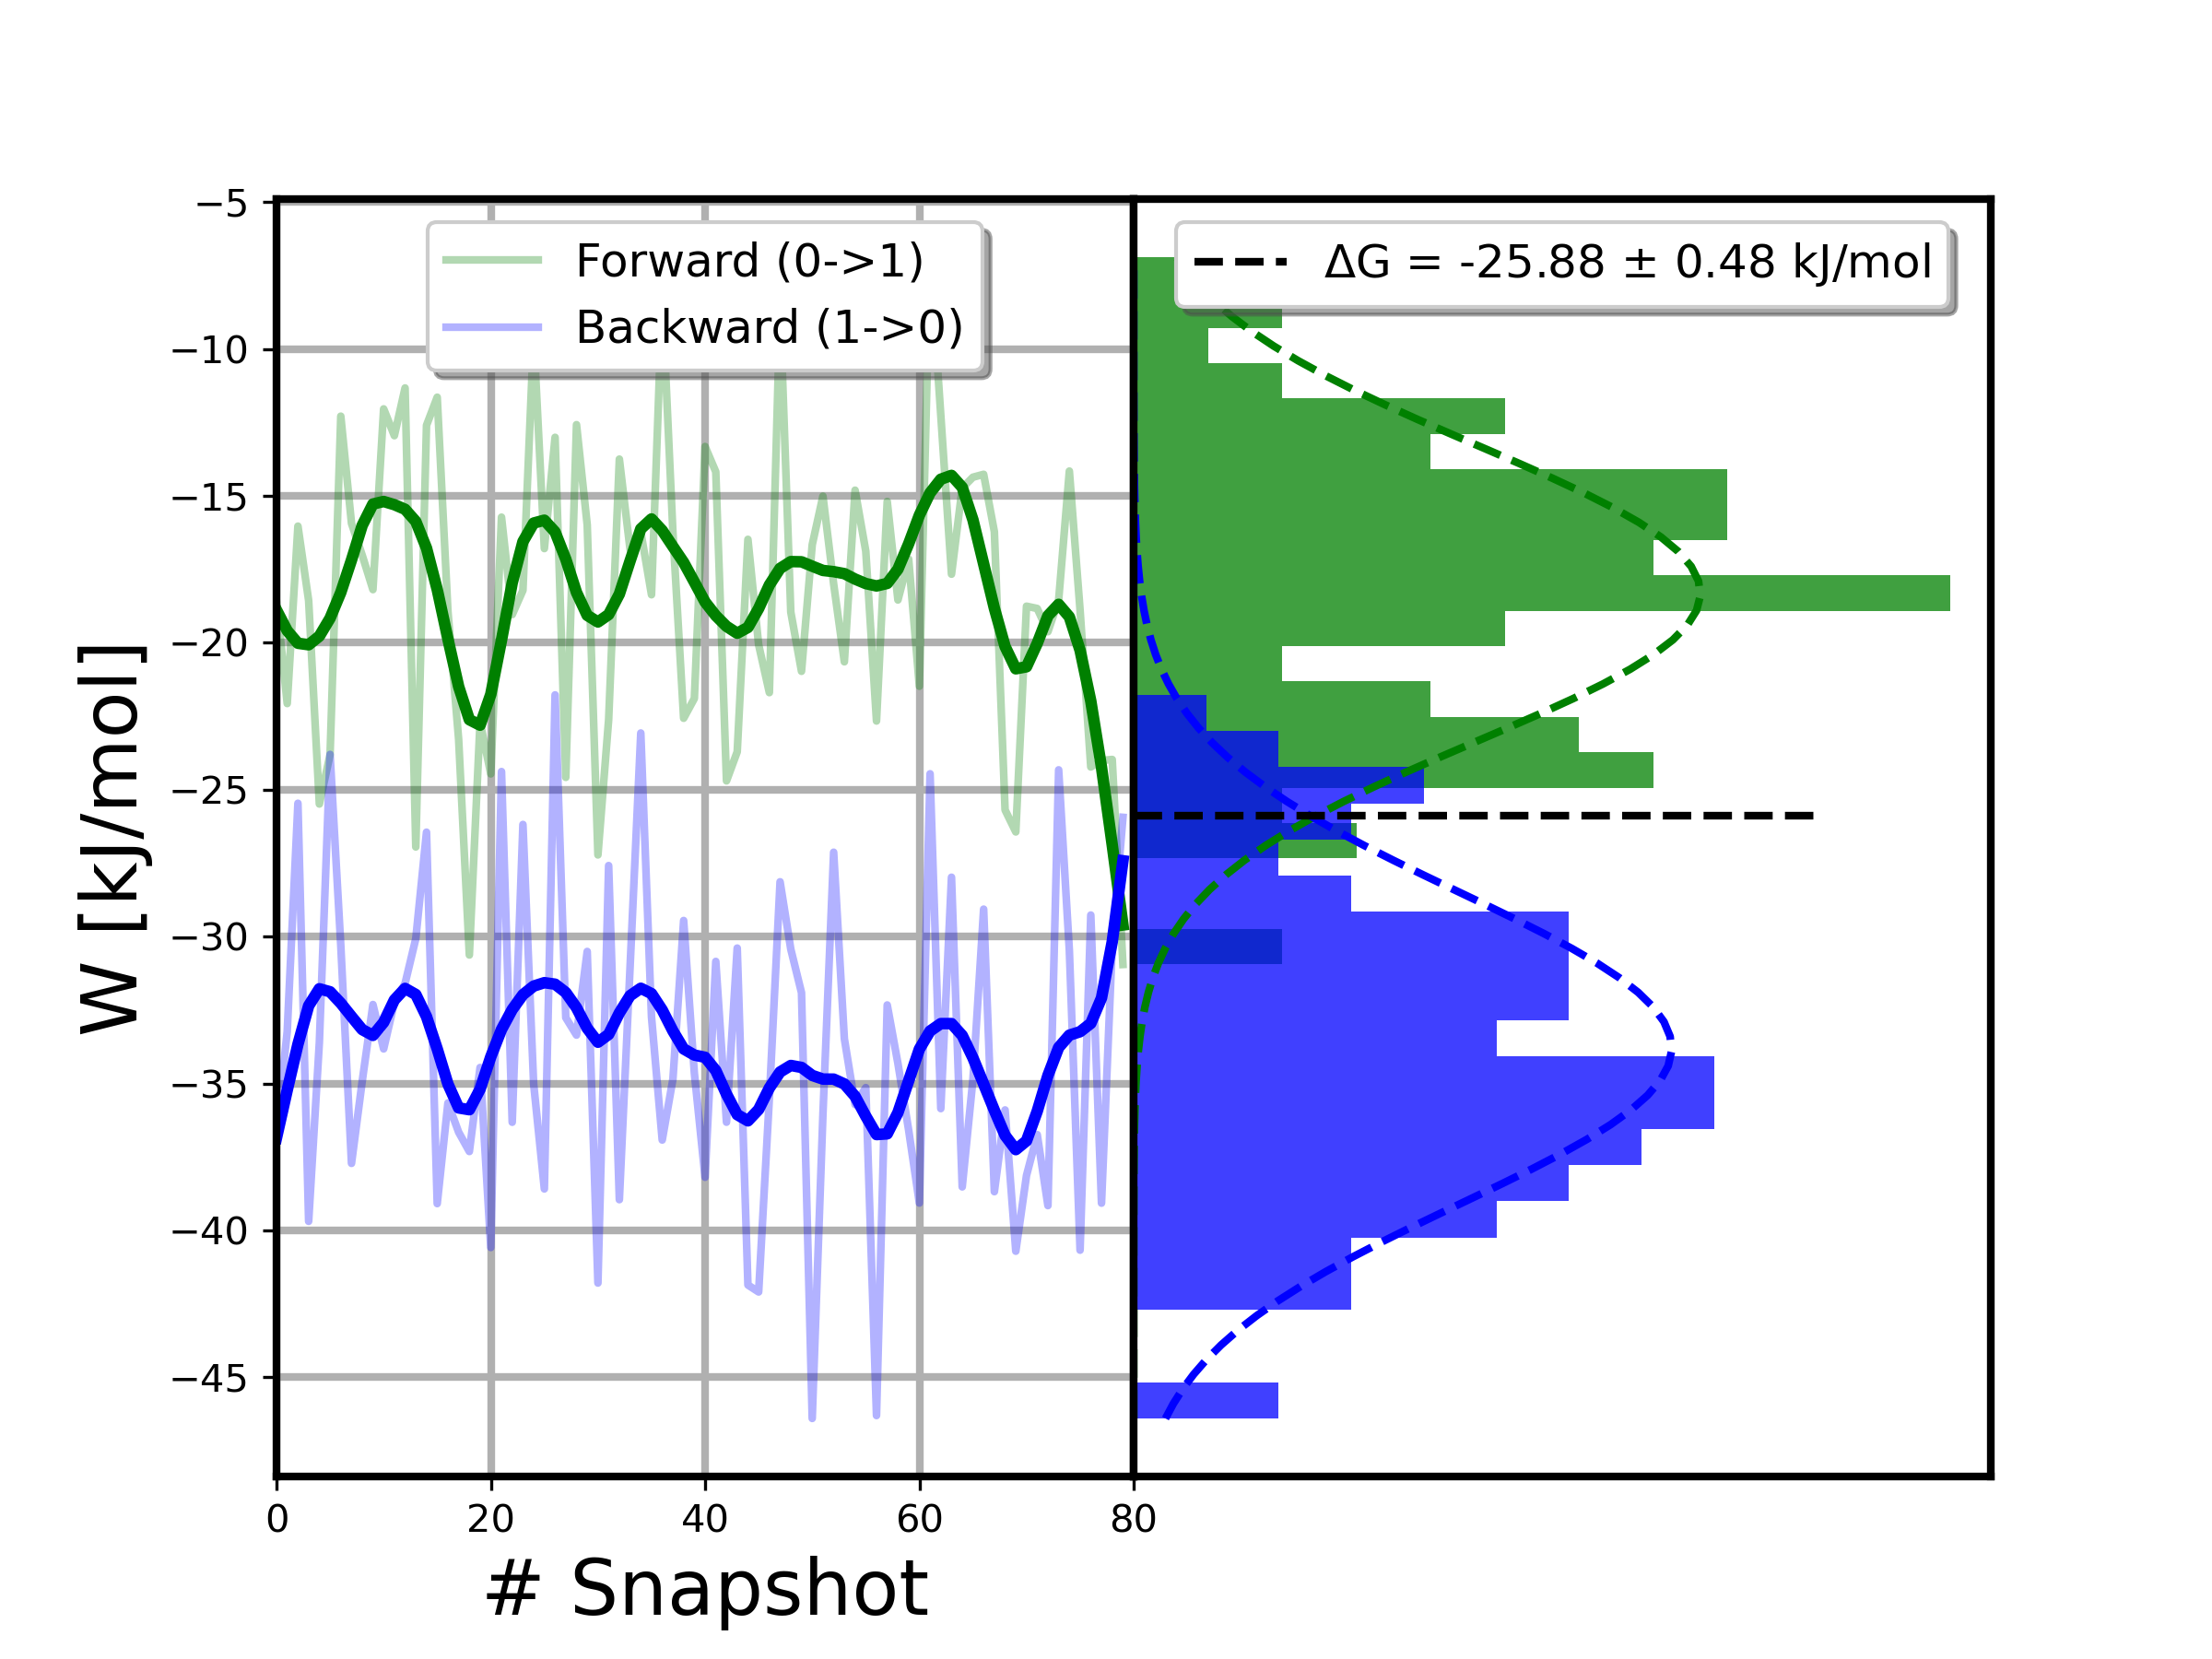 −5
Forward (0->1)
Backward (1->0)
ΔG = -25.88 ± 0.48 kJ/mol
−10
−15
−20
−25
−30
−35
−40
−45
W [kJ/mol]
0
20
40
60
80
# Snapshot